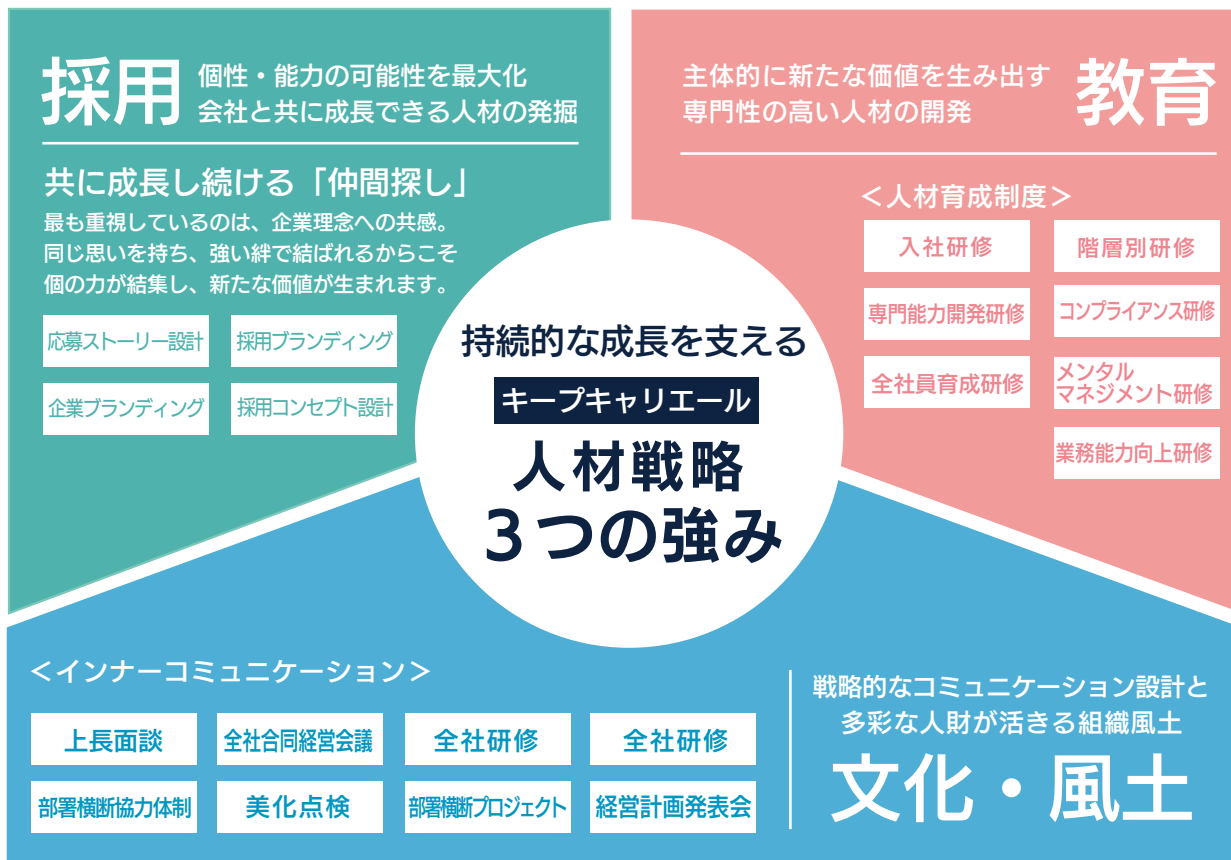 採用
個性・能力の可能性を最大化
会社と共に成長できる人材の発掘
共に成長し続ける「仲間探し」
最も重視しているのは、企業理念への共感。
同じ思いを持ち、強い絆で結ばれるからこそ
個の力が結集し、新たな価値が生まれます。
応募ストーリー設計
採用ブランディング
企業ブランディング
採用コンセプト設計
主体的に新たな価値を生み出す
専門性の高い人材の開発
教育
＜人材育成制度＞
入社研修
階層別研修
専門能力開発研修
コンプライアンス研修
全社員育成研修
メンタル
マネジメント研修
業務能力向上研修
持続的な成長を支える
キープキャリエール
人材戦略
３つの強み
＜インナーコミュニケーション＞
上長面談
全社合同経営会議
全社研修
全社研修
部署横断協力体制
美化点検
部署横断プロジェクト
経営計画発表会
戦略的なコミュニケーション設計と
多彩な人財が活きる組織風土
文化・風土